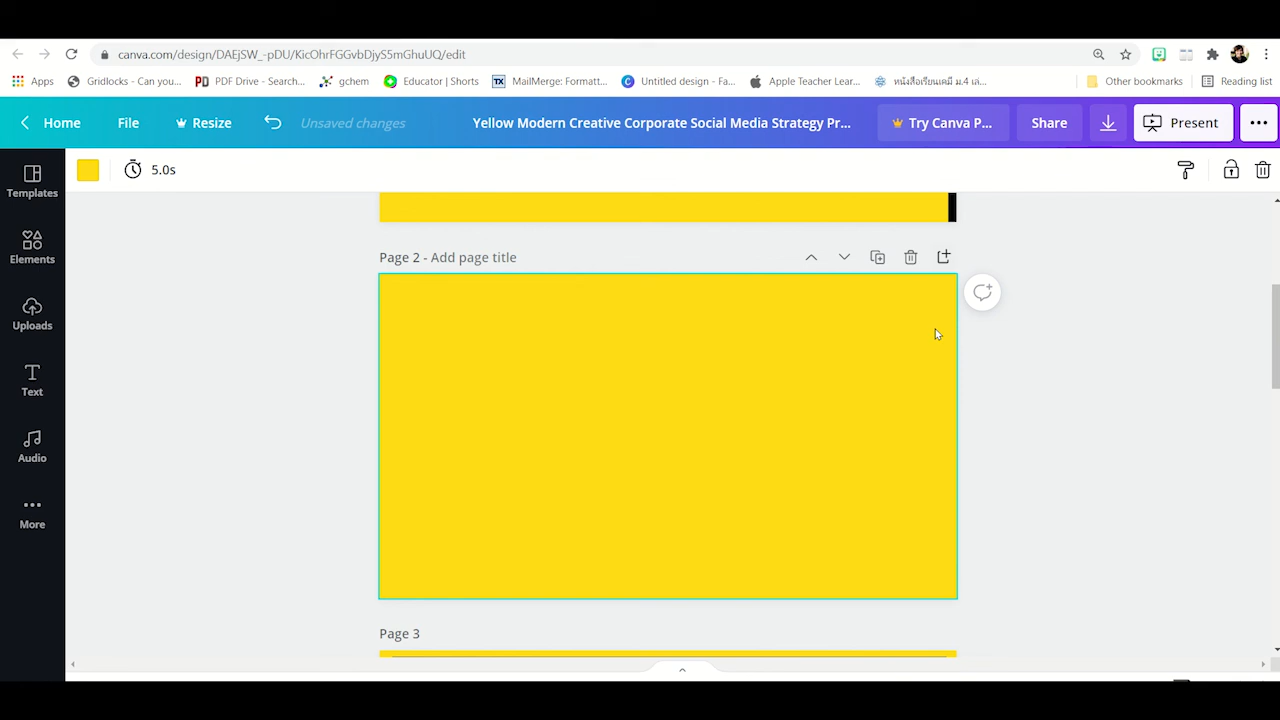 canva.com/design/DAEjSW_-pDU/KicOhrFGGvbDjyS5mGhuUQ/edit
Apps Gridlocks - Can you... PDF Drive - Search... gchem Educator | Shorts TX MailMerge: Formatt... C Untitled design - Fa... Apple Teacher Lear... หนังสือเรียนเคมี ม.4 เล่... Other bookmarks Reading list
Home File Resize Unsaved changes Yellow Modern Creative Corporate Social Media Strategy Pr... Try Canva P... Share Present
5.0s
Templates
Elements
Uploads
Text
Audio
More
Page 2 - Add page title
Page 3